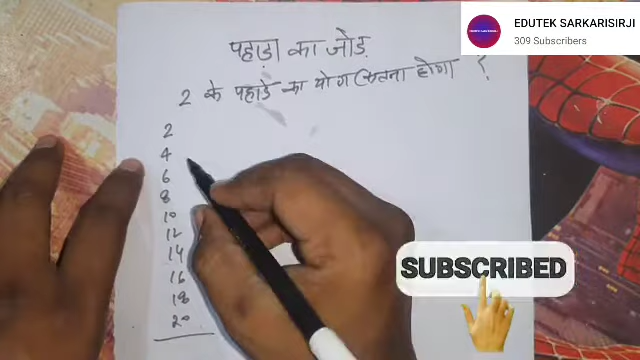 EDUTEK SARKARISIRJI
309 Subscribers
पहाड़ा का जोड़
2 के पहाड़े का योग कितना होगा ?
2
4
6
8
10
12
14
16
18
20
SUBSCRIBED